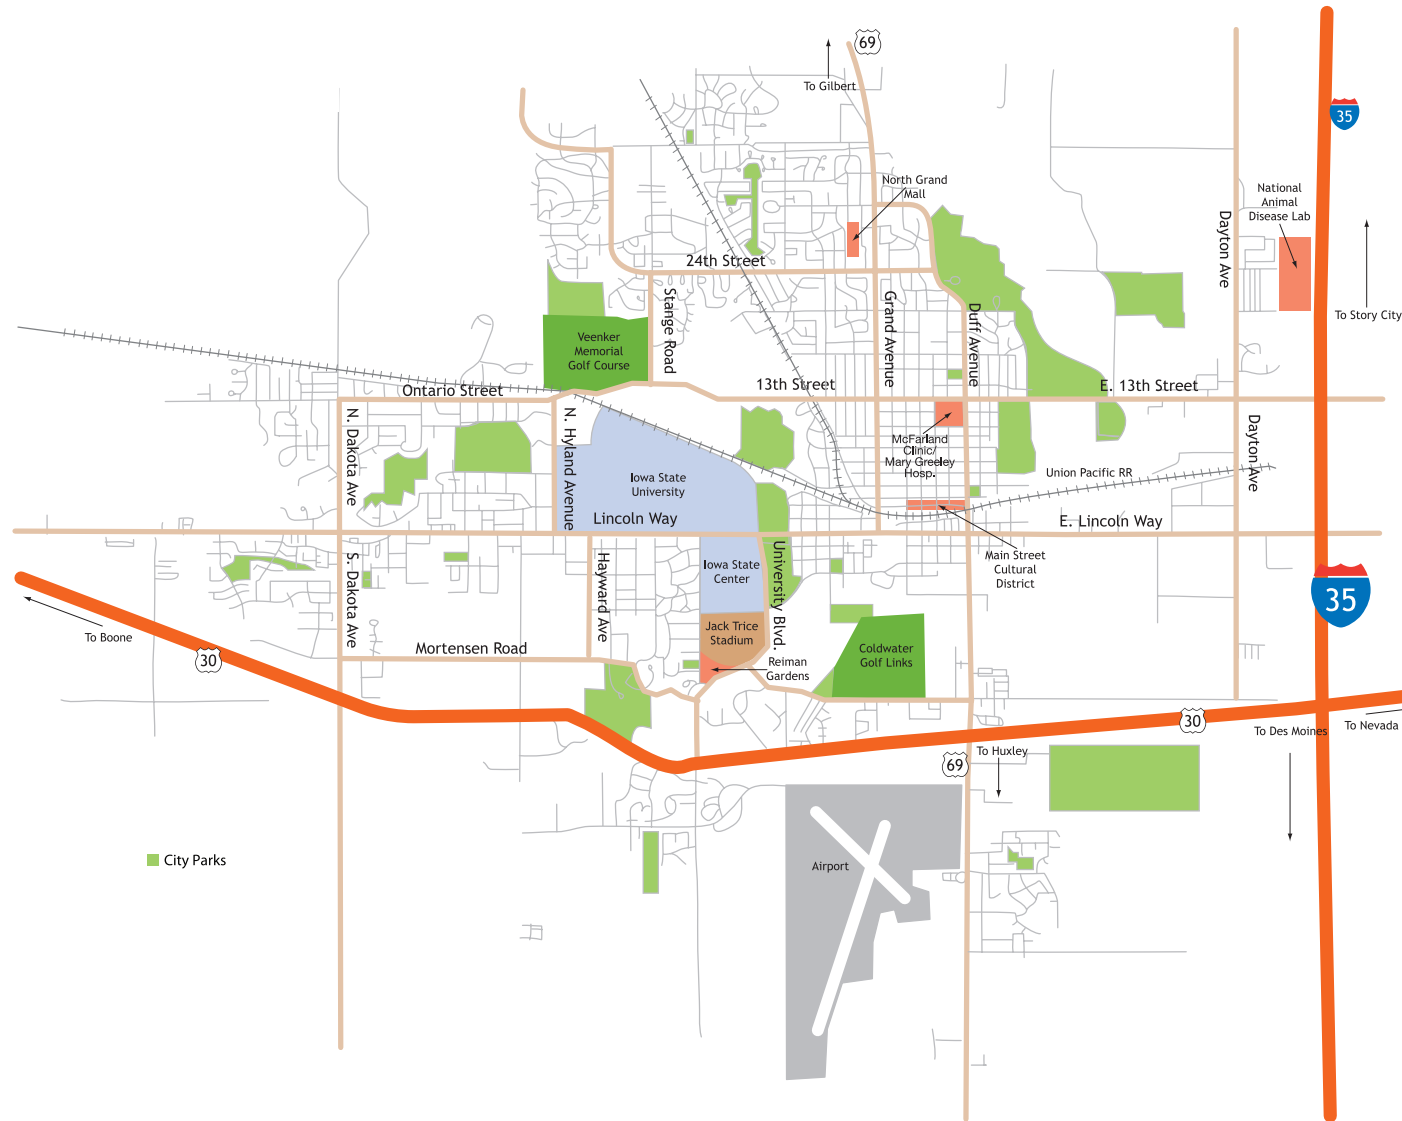 69
To Gilbert
35
North Grand
Mall
National
Animal
Disease Lab
Dayton Ave
24th Street
Stange Road
Grand Avenue
Duff Avenue
To Story City
Veenker
Memorial
Golf Course
13th Street
E. 13th Street
Ontario Street
N. Dakota Ave
N. Hyland Avenue
McFarland
Clinic/
Mary Greeley
Hosp.
Dayton Ave
Union Pacific RR
Iowa State
University
Lincoln Way
E. Lincoln Way
S. Dakota Ave
Hayward Ave
Iowa State
Center
University Blvd.
Main Street
Cultural
District
35
To Boone
30
Mortensen Road
Jack Trice
Stadium
Reiman
Gardens
Coldwater
Golf Links
30
To Des Moines
To Nevada
To Huxley
69
City Parks
Airport